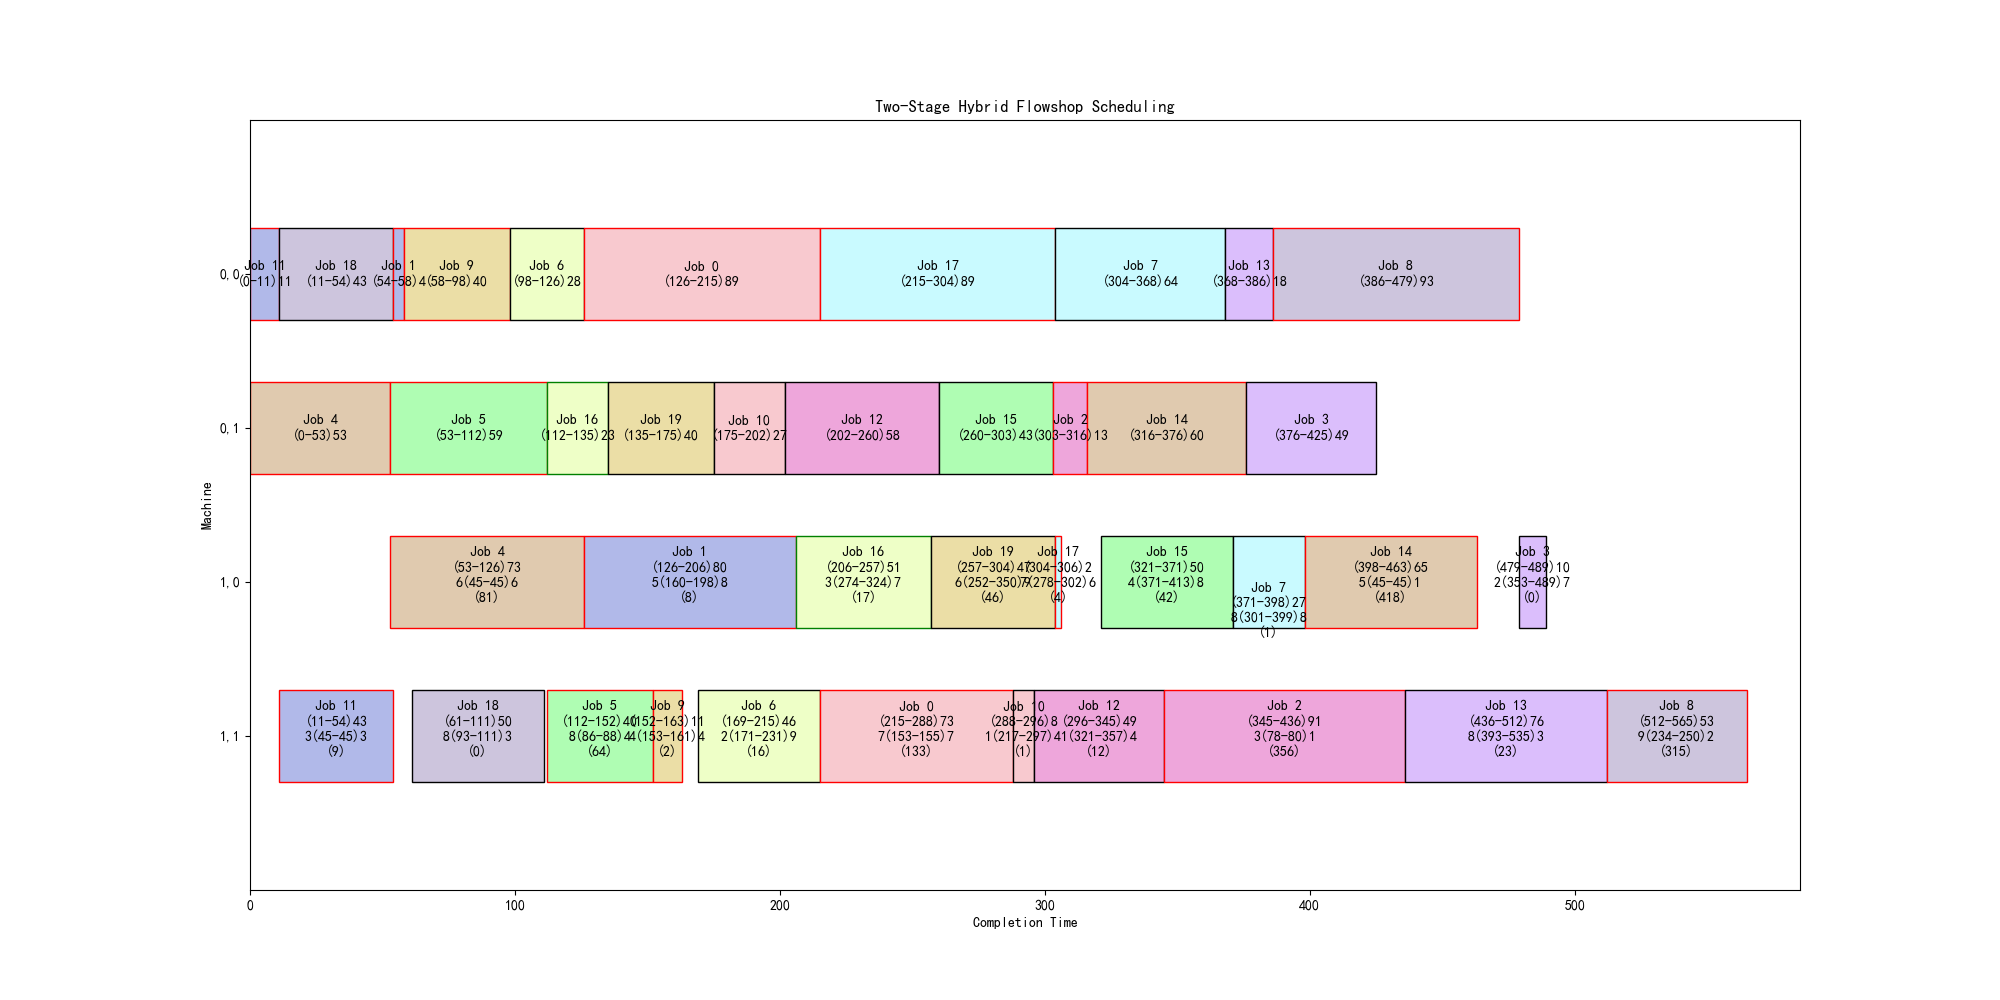 Two-Stage Hybrid Flowshop Scheduling
Machine
0,0
Job 11
(0-11)11
Job 18
(11-54)43
Job 1
(54-58)4
Job 9
(58-98)40
Job 6
(98-126)28
Job 0
(126-215)89
Job 17
(215-304)89
Job 7
(304-368)64
Job 13
(368-386)18
Job 8
(386-479)93
0,1
Job 4
(0-53)53
Job 5
(53-112)59
Job 16
(112-135)23
Job 19
(135-175)40
Job 10
(175-202)27
Job 12
(202-260)58
Job 15
(260-303)43
Job 2
(303-316)13
Job 14
(316-376)60
Job 3
(376-425)49
1,0
Job 4
(53-126)73
6(45-45)6
(81)
Job 1
(126-206)80
5(160-198)8
(8)
Job 16
(206-257)51
3(274-324)7
(17)
Job 19
(257-304)47
6(252-350)9
(46)
Job 17
(304-306)2
7(278-302)6
(4)
Job 15
(321-371)50
4(371-413)8
(42)
Job 7
(371-398)27
8(301-399)8
(1)
Job 14
(398-463)65
5(45-45)1
(418)
Job 3
(479-489)10
2(353-489)7
(0)
1,1
Job 11
(11-54)43
3(45-45)3
(9)
Job 18
(61-111)50
8(93-111)3
(0)
Job 5
(112-152)40
8(86-88)4
(64)
Job 9
(152-163)11
4(153-161)4
(2)
Job 6
(169-215)46
2(171-231)9
(16)
Job 0
(215-288)73
7(153-155)7
(133)
Job 10
(288-296)8
1(217-297)4
(1)
Job 12
(296-345)49
1(321-357)4
(12)
Job 2
(345-436)91
3(78-80)1
(356)
Job 13
(436-512)76
8(393-535)3
(23)
Job 8
(512-565)53
9(234-250)2
(315)
0
100
200
300
400
500
Completion Time